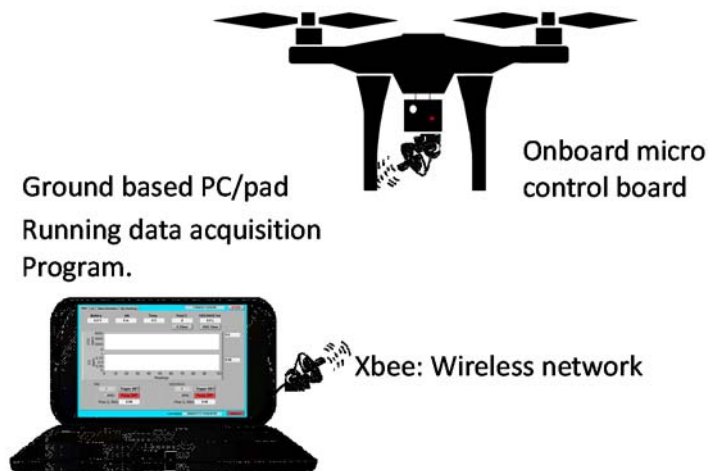 Onboard micro
control board
Ground based PC/pad
Running data acquisition
Program.
Xbee: Wireless network